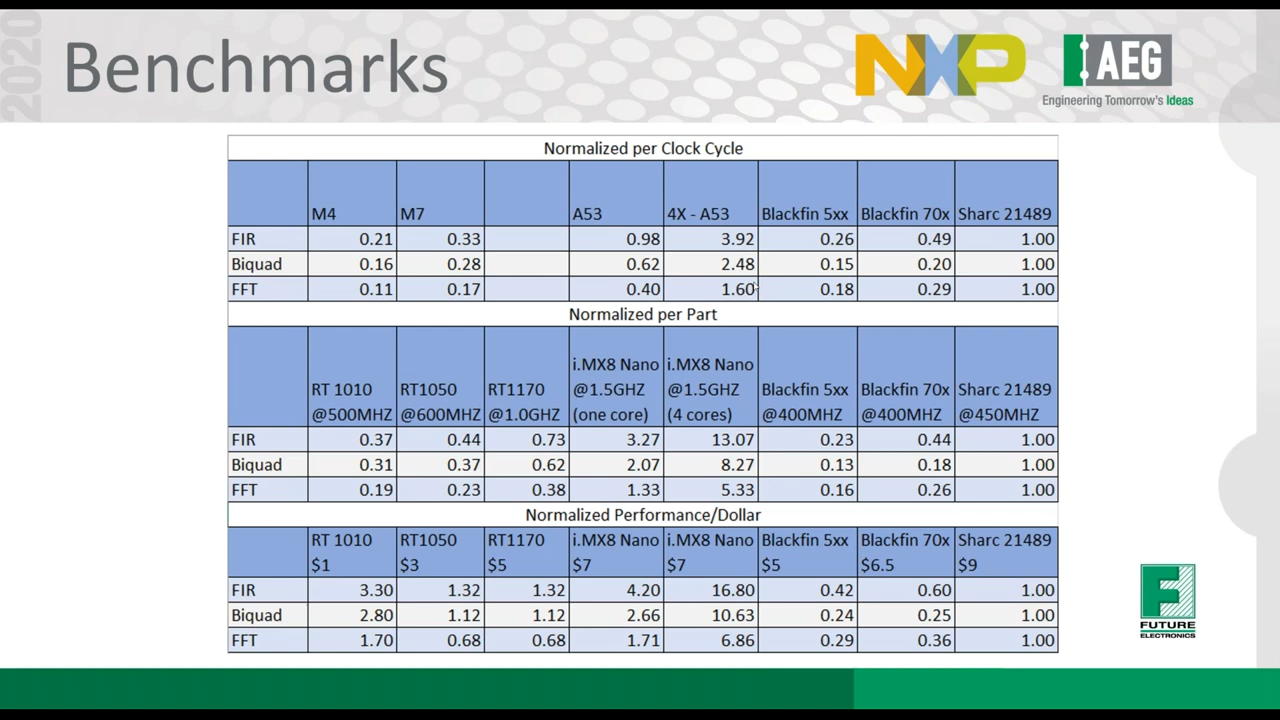 2020
Benchmarks
NXP
AEG
Engineering Tomorrow's Ideas
Normalized per Clock Cycle
M4 M7 A53 4X - A53 Blackfin 5xx Blackfin 70x Sharc 21489
FIR 0.21 0.33 0.98 3.92 0.26 0.49 1.00
Biquad 0.16 0.28 0.62 2.48 0.15 0.20 1.00
FFT 0.11 0.17 0.40 1.60 0.18 0.29 1.00
Normalized per Part
i.MX8 Nano i.MX8 Nano
RT 1010 RT1050 RT1170 @1.5GHZ @1.5GHZ Blackfin 5xx Blackfin 70x Sharc 21489
@500MHZ @600MHZ @1.0GHZ (one core) (4 cores) @400MHZ @400MHZ @450MHZ
FIR 0.37 0.44 0.73 3.27 13.07 0.23 0.44 1.00
Biquad 0.31 0.37 0.62 2.07 8.27 0.13 0.18 1.00
FFT 0.19 0.23 0.38 1.33 5.33 0.16 0.26 1.00
Normalized Performance/Dollar
RT 1010 RT1050 RT1170 i.MX8 Nano i.MX8 Nano Blackfin 5xx Blackfin 70x Sharc 21489
$1 $3 $5 $7 $7 $5 $6.5 $9
FIR 3.30 1.32 1.32 4.20 16.80 0.42 0.60 1.00
Biquad 2.80 1.12 1.12 2.66 10.63 0.24 0.25 1.00
FFT 1.70 0.68 0.68 1.71 6.86 0.29 0.36 1.00
F
FUTURE
ELECTRONICS